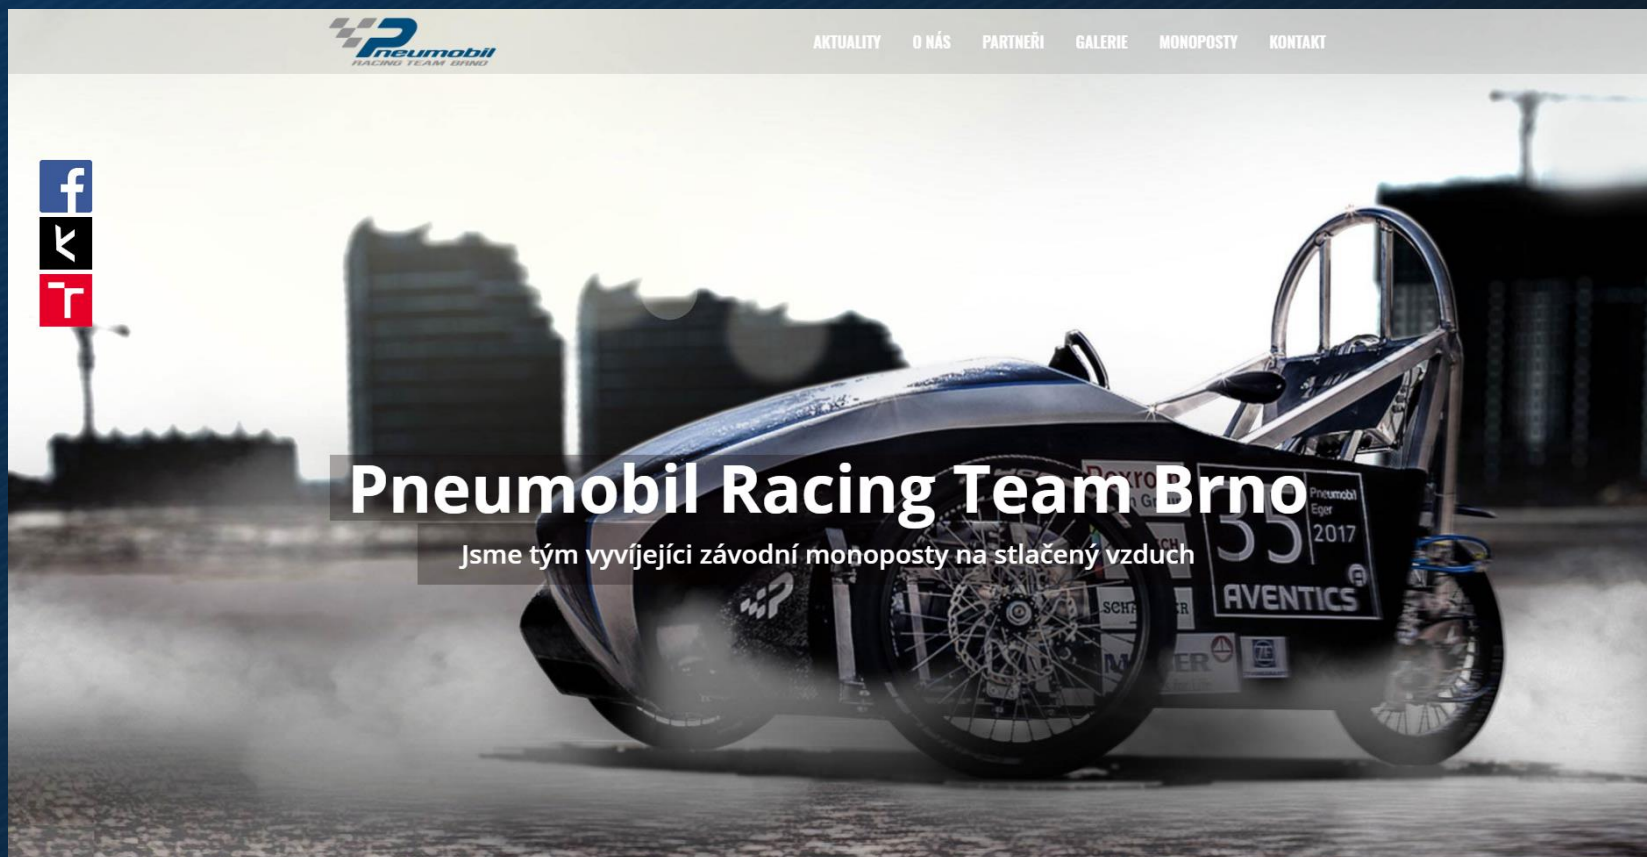 Pneumobil
RACING TEAM BRNO
AKTUALITY O NÁS PARTNEŘI GALERIE MONOPOSTY KONTAKT
Pneumobil Racing Team Brno
Jsme tým vyvíjejíci závodní monoposty na stlačený vzduch
35
Pneumobil
Eger
2017
AVENTICS